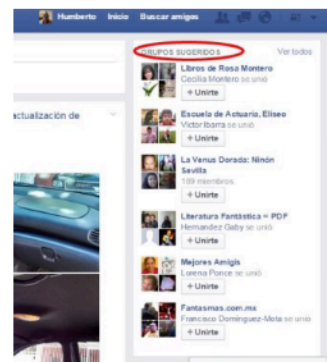 Humberto Inicio Buscar amigos
GRUPOS SUGERIDOS Ver todos
Libros de Rosa Montero
Cecilia Montero se unió
+ Unirte
actualización de
Escuela de Actuaria, Eliseo
Victor Ibarra se unió
+ Unirte
La Venus Dorada: Ninón
Sevilla
189 miembros
+ Unirte
Literatura Fantástica = PDF
Hernandez Gaby se unió
+ Unirte
Mejores Amigis
Lorena Ponce se unió
+ Unirte
Fantasmas.com.mx
Francisco Dominguez-Mota se unió
+ Unirte